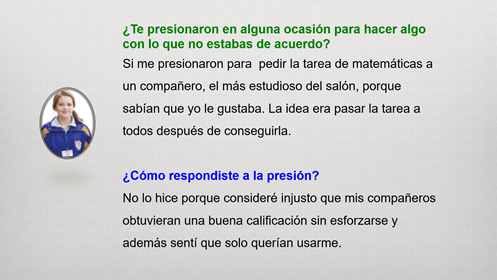 ¿Te presionaron en alguna ocasión para hacer algo
con lo que no estabas de acuerdo?
Si me presionaron para pedir la tarea de matemáticas a
un compañero, el más estudioso del salón, porque
sabían que yo le gustaba. La idea era pasar la tarea a
todos después de conseguirla.
¿Cómo respondiste a la presión?
No lo hice porque consideré injusto que mis compañeros
obtuvieran una buena calificación sin esforzarse y
además sentí que solo querían usarme.